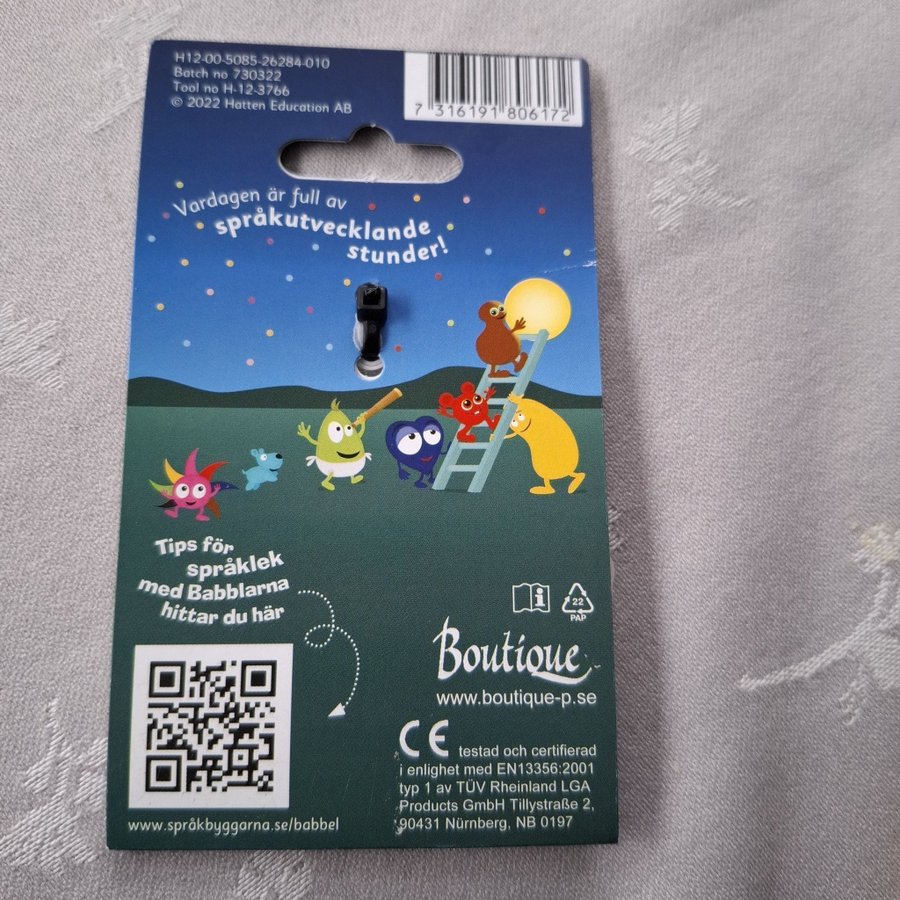 H12-00-5085-26284-010
Batch no 730322
Tool no H-12-3766
© 2022 Hatten Education AB
7 316191 806172
Vardagen är full av
språkutvecklande
stunder!
Tips för
språklek
med Babblarna
hittar du här
www.språkbyggarna.se/babbel
22
PAP
Boutique
www.boutique-p.se
CE testad och certifierad
i enlighet med EN13356:2001
typ 1 av TÜV Rheinland LGA
Products GmbH Tillystraße 2,
90431 Nürnberg, NB 0197